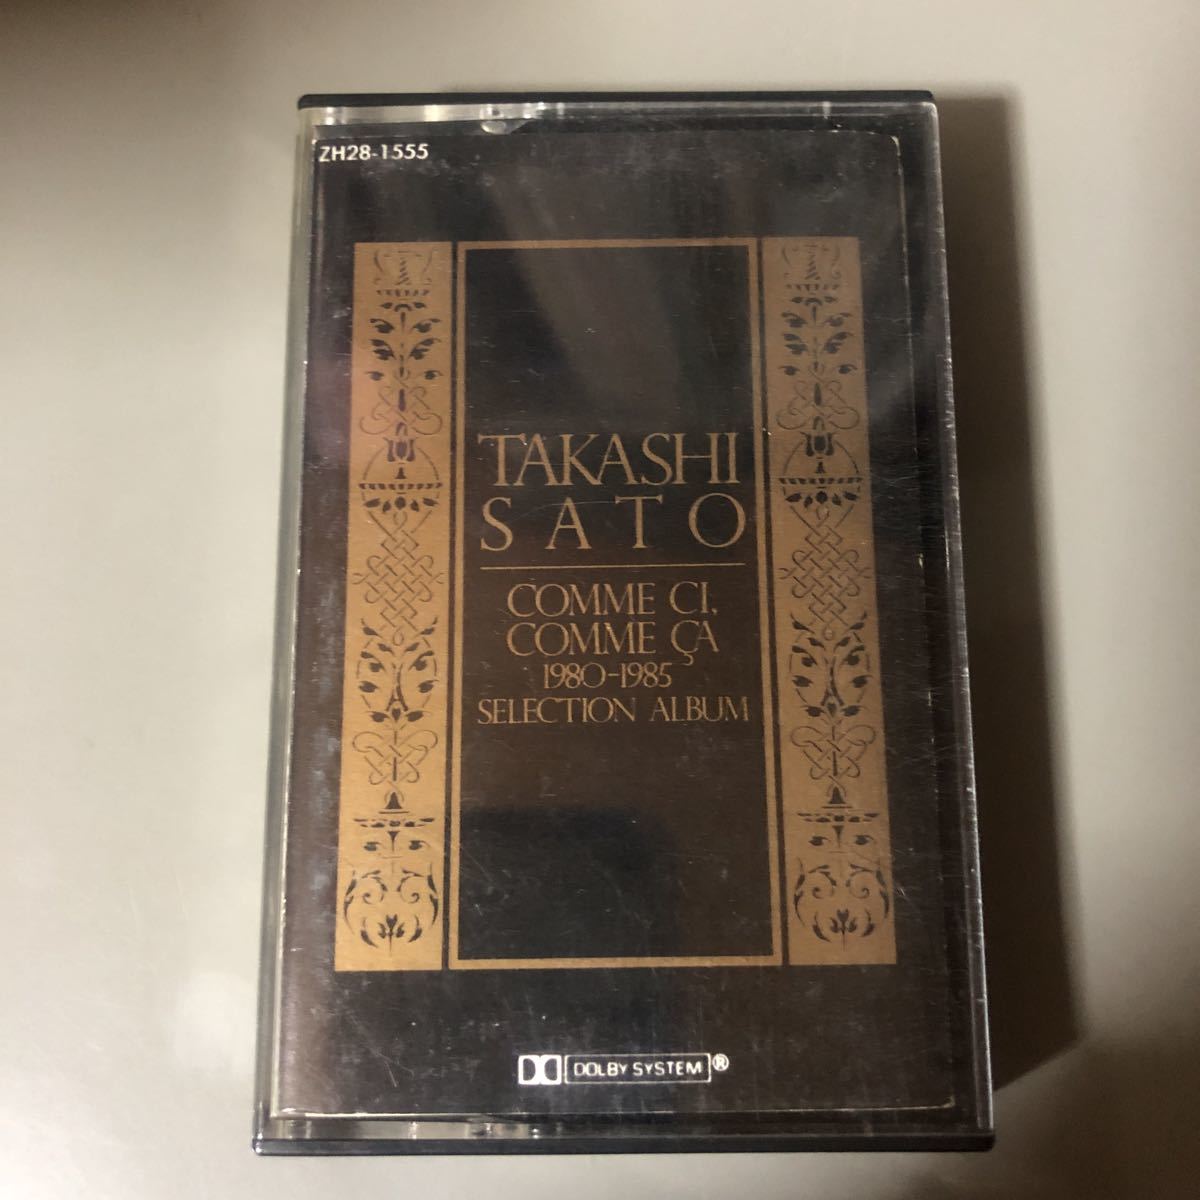 ZH28-1555
TAKASHI
SATO
COMME CI,
COMME ÇA
1980-1985
SELECTION ALBUM
DOLBY SYSTEM ®